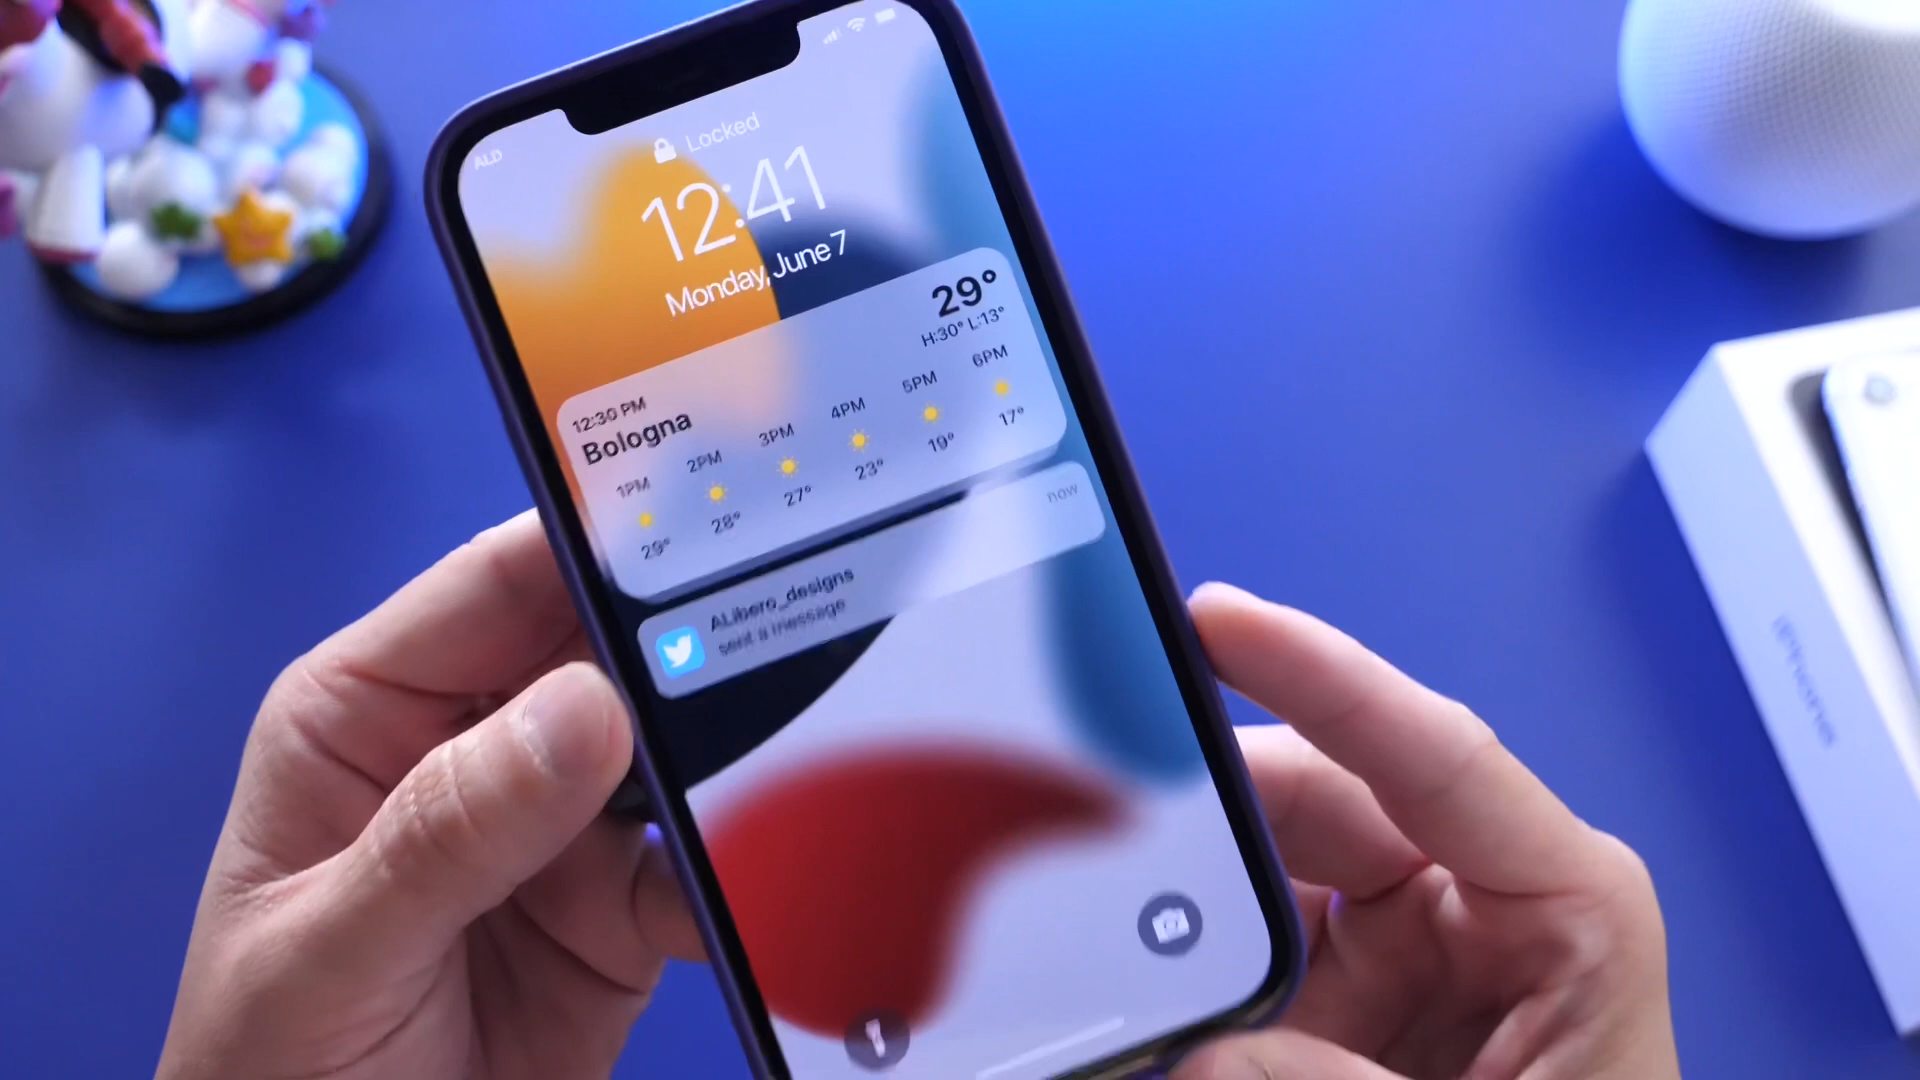 ALD
Locked
12:41
Monday, June 7
29°
H:30° L:13°
12:30 PM
Bologna
1PM 2PM 3PM 4PM 5PM 6PM
29° 28° 27° 23° 19° 17°
now
ALibero_designs
sent a message
iPhone